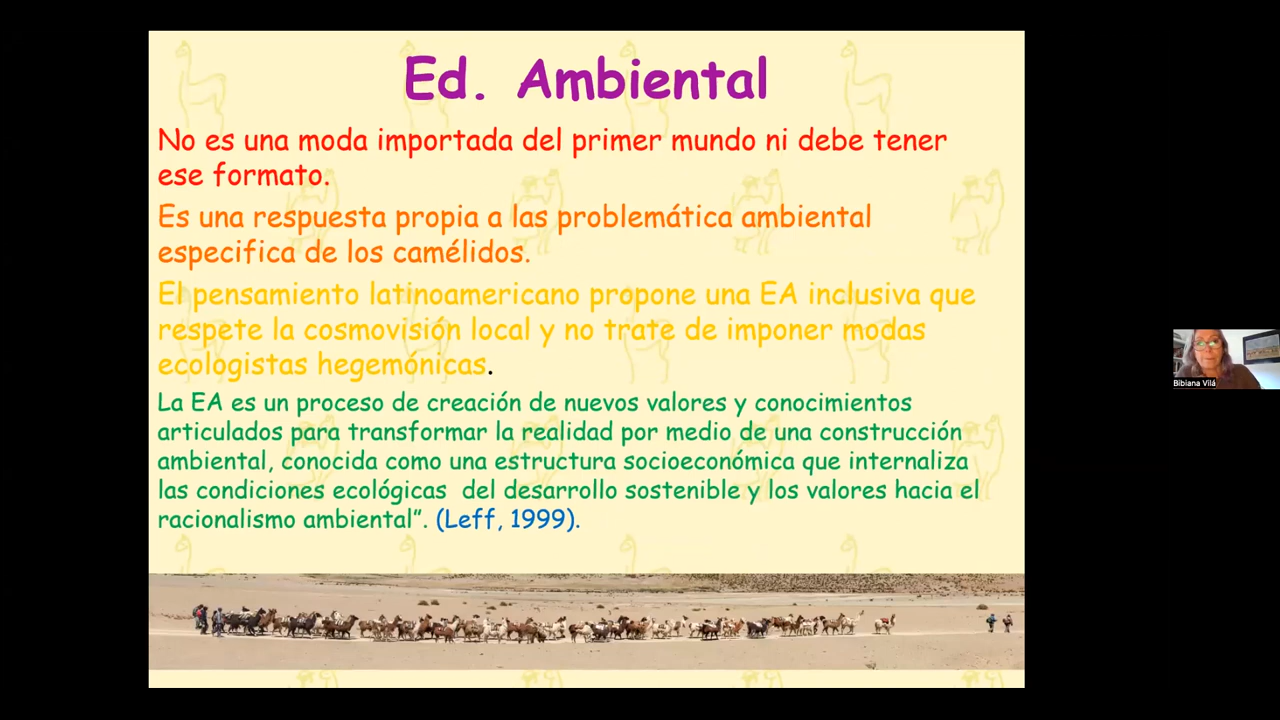 Ed. Ambiental
No es una moda importada del primer mundo ni debe tener
ese formato.
Es una respuesta propia a las problemática ambiental
especifica de los camélidos.
El pensamiento latinoamericano propone una EA inclusiva que
respete la cosmovisión local y no trate de imponer modas
ecologistas hegemónicas.
La EA es un proceso de creación de nuevos valores y conocimientos
articulados para transformar la realidad por medio de una construcción
ambiental, conocida como una estructura socioeconómica que internaliza
las condiciones ecológicas del desarrollo sostenible y los valores hacia el
racionalismo ambiental”. (Leff, 1999).
Bibiana Vilá